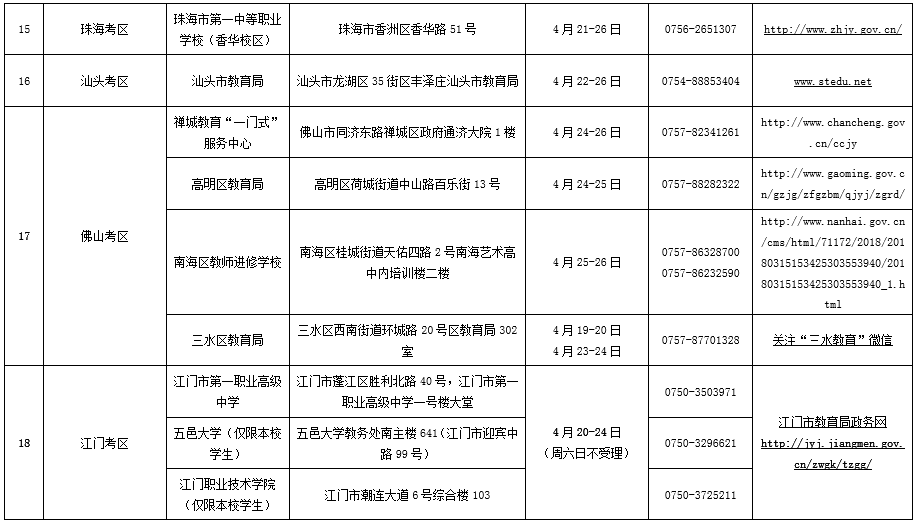 15
珠海考区
珠海市第一中等职业
学校（香华校区）
珠海市香洲区香华路 51 号
4 月 21-26 日
0756-2651307
http://www.zhjy.gov.cn/
16
汕头考区
汕头市教育局
汕头市龙湖区 35 街区丰泽庄汕头市教育局
4 月 22-26 日
0754-88853404
www.stedu.net
17
佛山考区
禅城教育“一门式”
服务中心
佛山市同济东路禅城区政府通济大院 1 楼
4 月 24-26 日
0757-82341261
http://www.chancheng.gov
.cn/ccjy
高明区教育局
高明区荷城街道中山路百乐街 13 号
4 月 24-25 日
0757-88282322
http://www.gaoming.gov.c
n/gzjg/zfgzbm/qjyj/zgrd/
南海区教师进修学校
南海区桂城街道天佑四路 2 号南海艺术高
中内培训楼二楼
4 月 25-26 日
0757-86328700
0757-86232590
http://www.nanhai.gov.cn
/cms/html/71172/2018/201
80315153425303553940/201
80315153425303553940_1.h
tml
三水区教育局
三水区西南街道环城路 20 号区教育局 302
室
4 月 19-20 日
4 月 23-24 日
0757-87701328
关注“三水教育”微信
18
江门考区
江门市第一职业高级
中学
江门市蓬江区胜利北路 40 号，江门市第一
职业高级中学一号楼大堂
4 月 20-24 日
（周六日不受理）
0750-3503971
江门市教育局政务网
http://jyj.jiangmen.gov.
cn/zwgk/tzgg/
五邑大学（仅限本校
学生）
五邑大学教务处南主楼 641（江门市迎宾中
路 99 号）
0750-3296621
江门职业技术学院
（仅限本校学生）
江门市潮连大道 6 号综合楼 103
0750-3725211